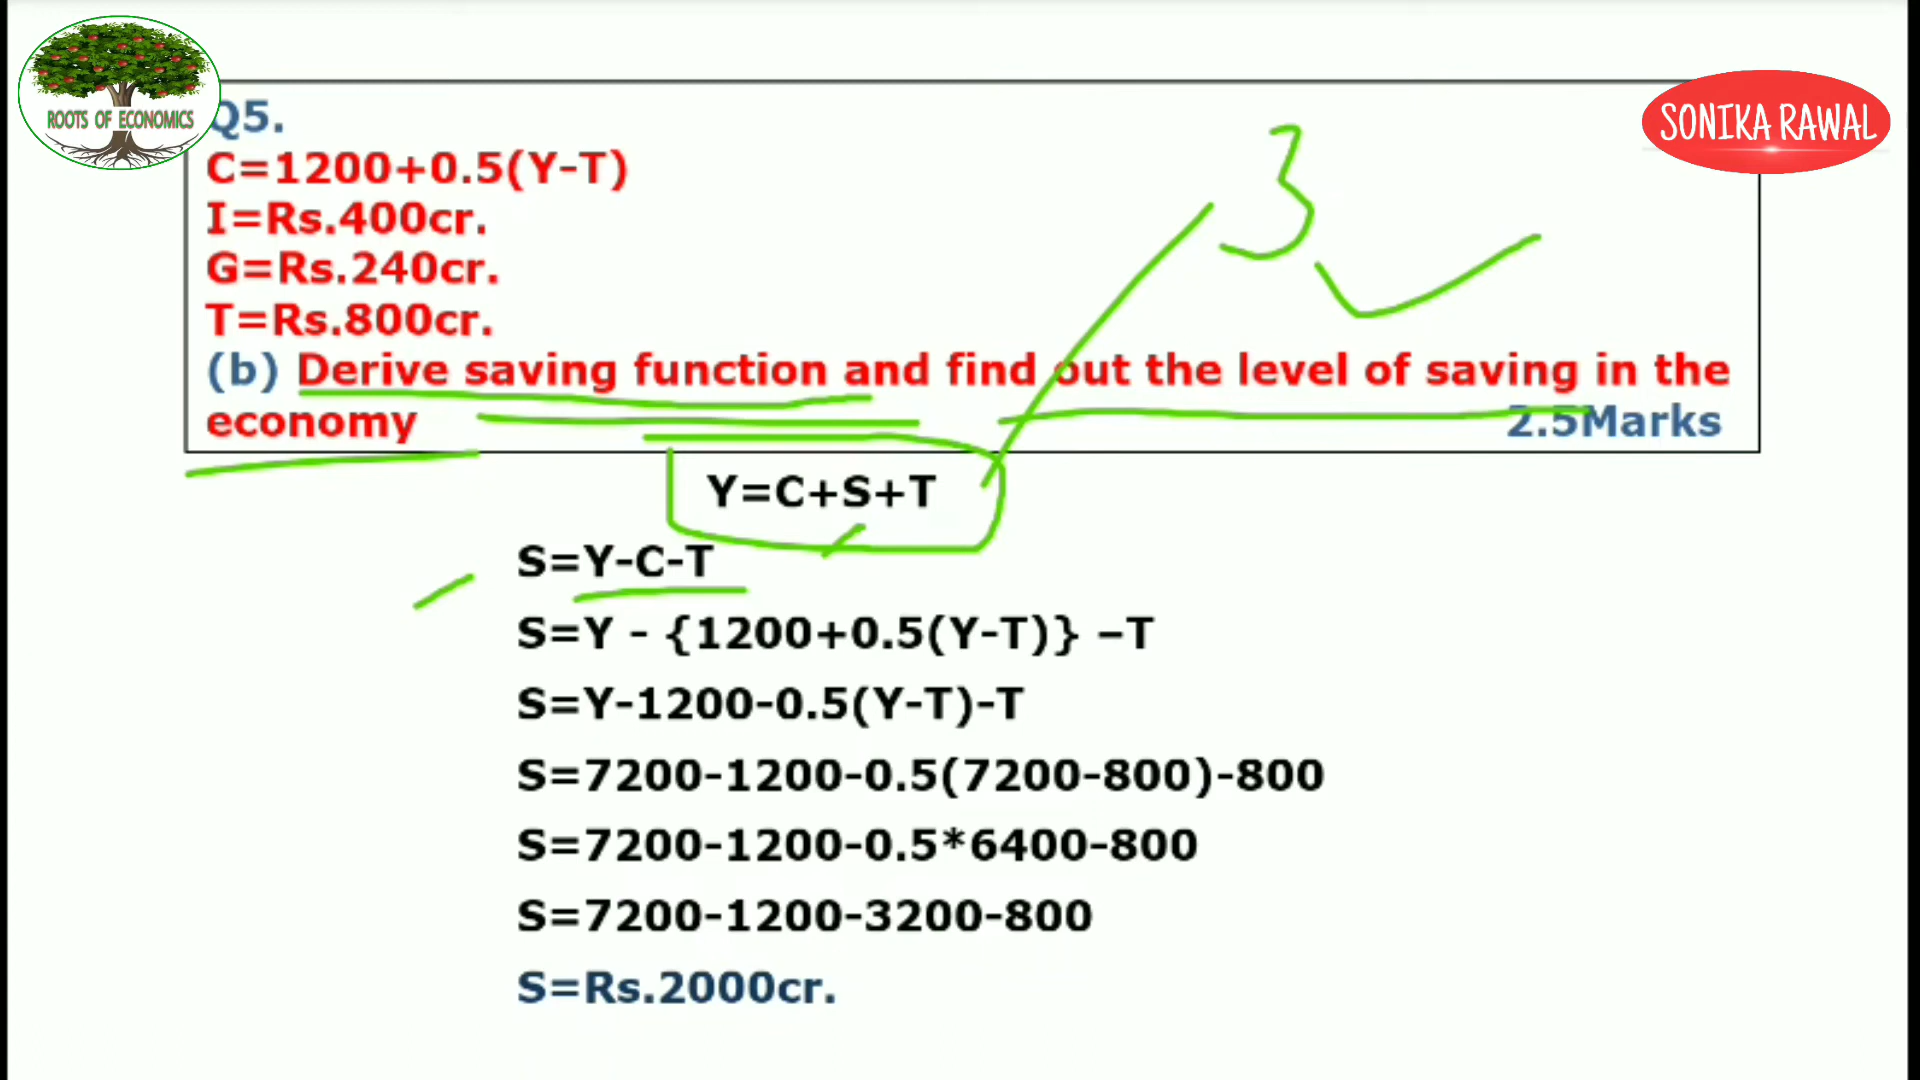 ROOTS OF ECONOMICS
SONIKA RAWAL
Q5.
C=1200+0.5(Y-T)
I=Rs.400cr.
G=Rs.240cr.
T=Rs.800cr.
(b) Derive saving function and find out the level of saving in the
economy 2.5Marks
3
Y=C+S+T
S=Y-C-T
S=Y - {1200+0.5(Y-T)} –T
S=Y-1200-0.5(Y-T)-T
S=7200-1200-0.5(7200-800)-800
S=7200-1200-0.5*6400-800
S=7200-1200-3200-800
S=Rs.2000cr.